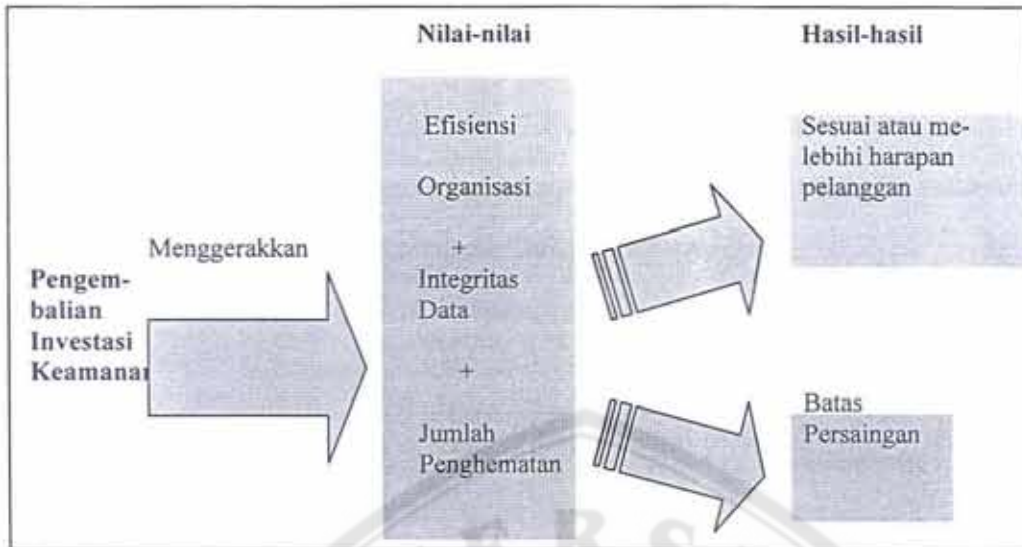 Nilai-nilai
Hasil-hasil
Menggerakkan
Pengem-
balian
Investasi
Keamanan
Efisiensi
Organisasi
+
Integritas
Data
+
Jumlah
Penghematan
Sesuai atau me-
lebihi harapan
pelanggan
Batas
Persaingan
E R S